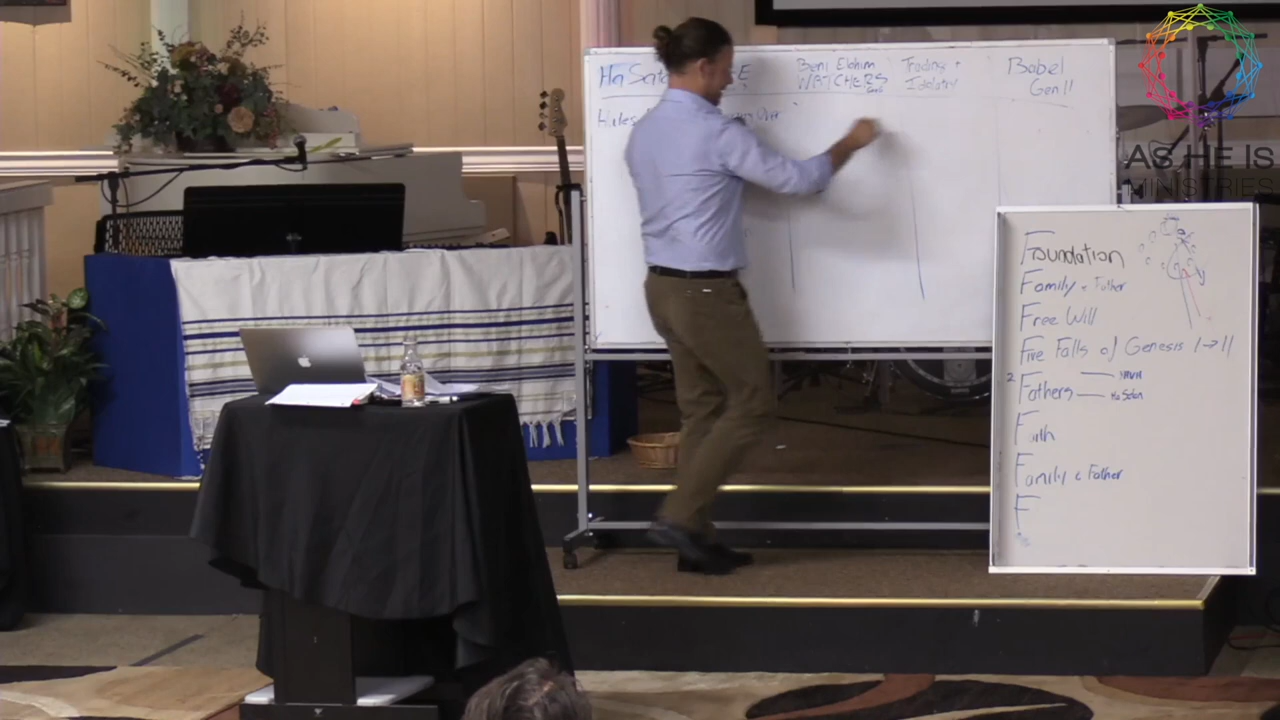 Ha
E
Beni Elohim
WATCHERS
Trading +
Idolatry
Babel
Gen 11
Foundation
Family + Father
Free Will
Five Falls of Genesis 1→11
2 Fathers — YHVH
— Ha Satan
Faith
Family + Father
F
AS HE IS
MINISTRIES